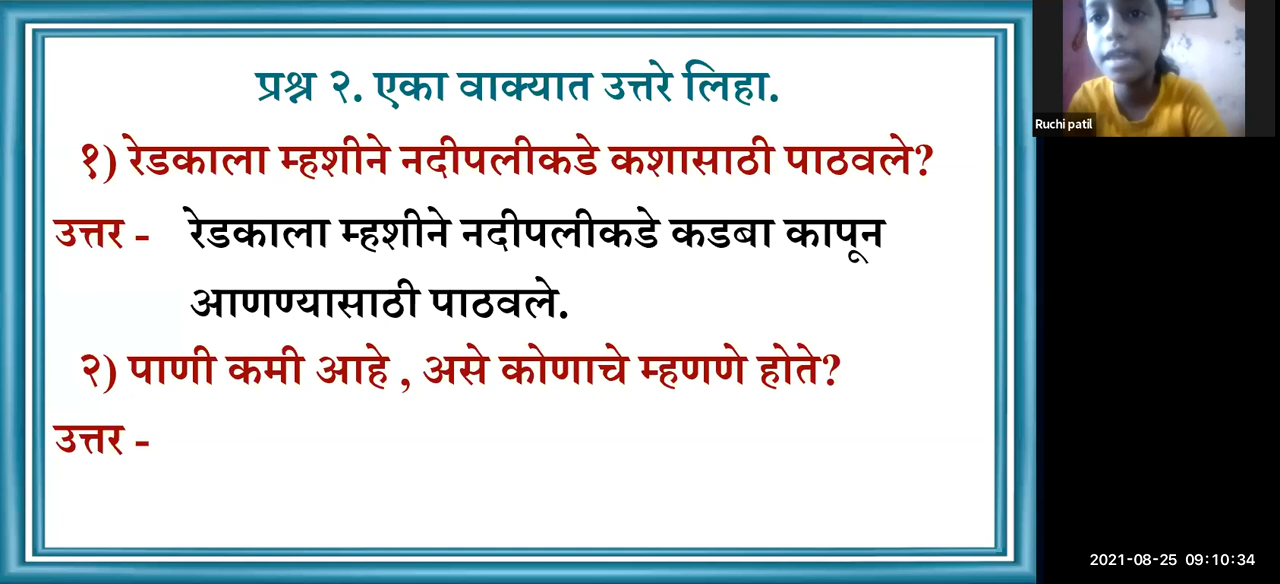 प्रश्न २. एका वाक्यात उत्तरे लिहा.
१) रेडकाला म्हशीने नदीपलीकडे कशासाठी पाठवले?
उत्तर - रेडकाला म्हशीने नदीपलीकडे कडबा कापून
आणण्यासाठी पाठवले.
२) पाणी कमी आहे , असे कोणाचे म्हणणे होते?
उत्तर -
Ruchi patil
2021-08-25 09:10:34